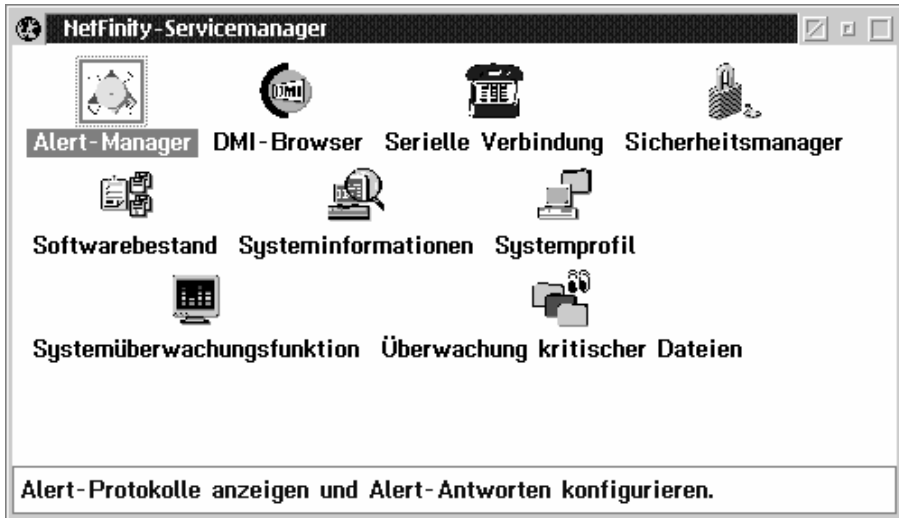 NetFinity-Servicemanager
Alert-Manager DMI-Browser Serielle Verbindung Sicherheitsmanager
Softwarebestand Systeminformationen Systemprofil
Systemüberwachungsfunktion Überwachung kritischer Dateien
Alert-Protokolle anzeigen und Alert-Antworten konfigurieren.